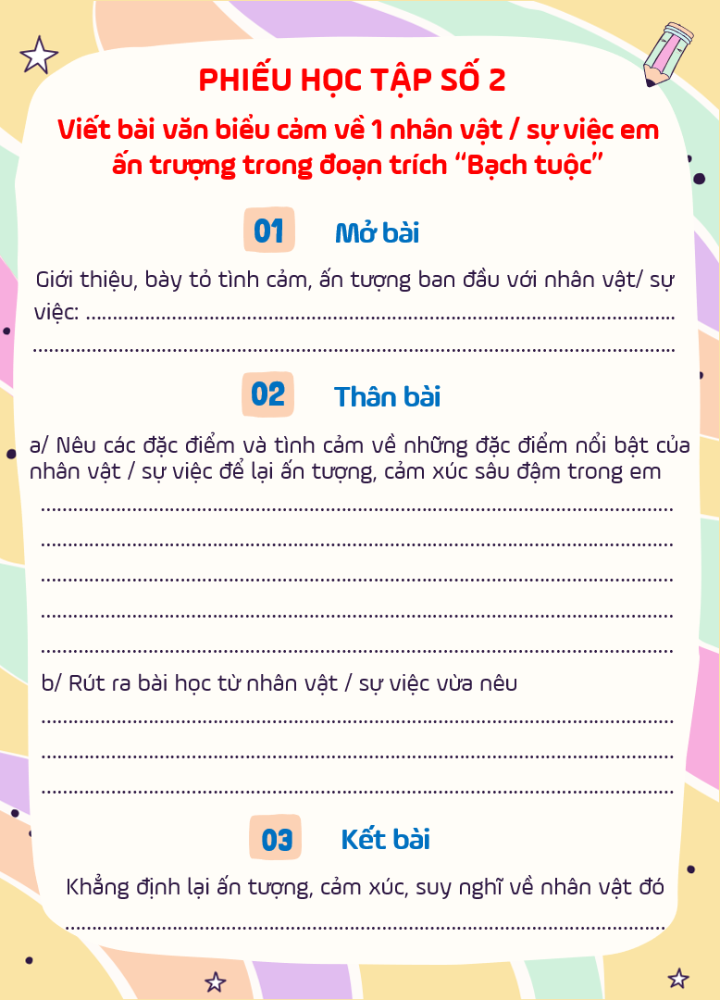 PHIẾU HỌC TẬP SỐ 2
Viết bài văn biểu cảm về 1 nhân vật / sự việc em
ấn trượng trong đoạn trích “Bạch tuộc”
01 Mở bài
Giới thiệu, bày tỏ tình cảm, ấn tượng ban đầu với nhân vật/ sự
việc: ................................................................................
................................................................................
02 Thân bài
a/ Nêu các đặc điểm và tình cảm về những đặc điểm nổi bật của
nhân vật / sự việc để lại ấn tượng, cảm xúc sâu đậm trong em
................................................................................
................................................................................
................................................................................
................................................................................
................................................................................
b/ Rút ra bài học từ nhân vật / sự việc vừa nêu
................................................................................
................................................................................
................................................................................
03 Kết bài
Khẳng định lại ấn tượng, cảm xúc, suy nghĩ về nhân vật đó
................................................................................